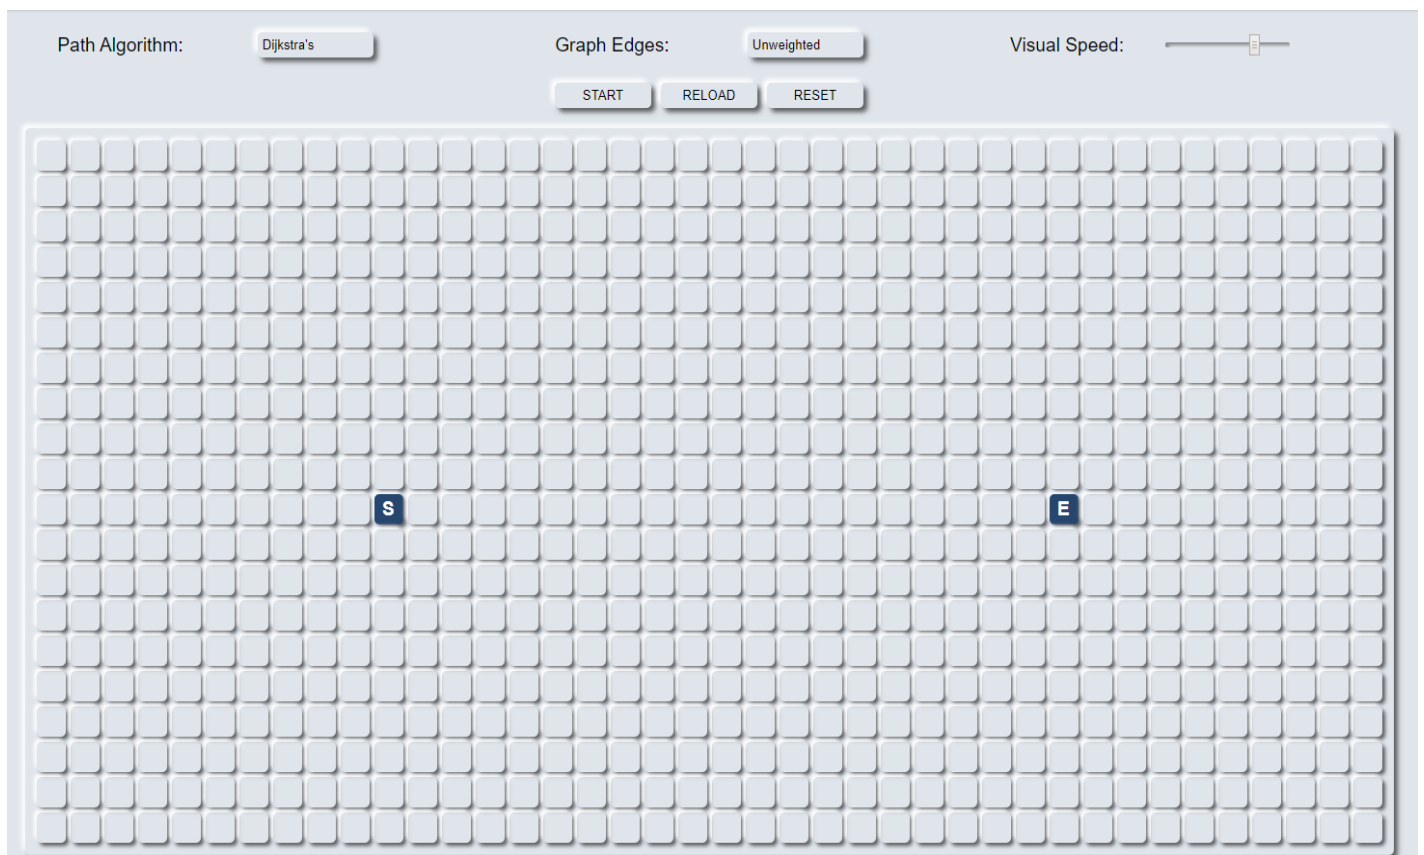 Path Algorithm: Dijkstra's Graph Edges: Unweighted Visual Speed:
START RELOAD RESET
S E